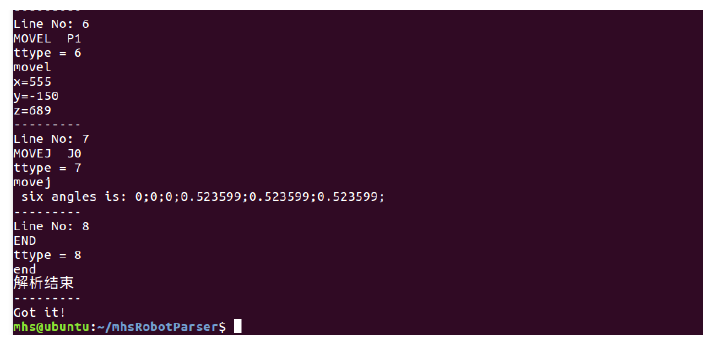 ---------
Line No: 6
MOVEL  P1
ttype = 6
movel
x=555
y=-150
z=689
---------
Line No: 7
MOVEJ  J0
ttype = 7
movej
 six angles is: 0;0;0;0.523599;0.523599;0.523599;
---------
Line No: 8
END
ttype = 8
end
解析结束
---------
Got it!
mhs@ubuntu:~/mhsRobotParser$